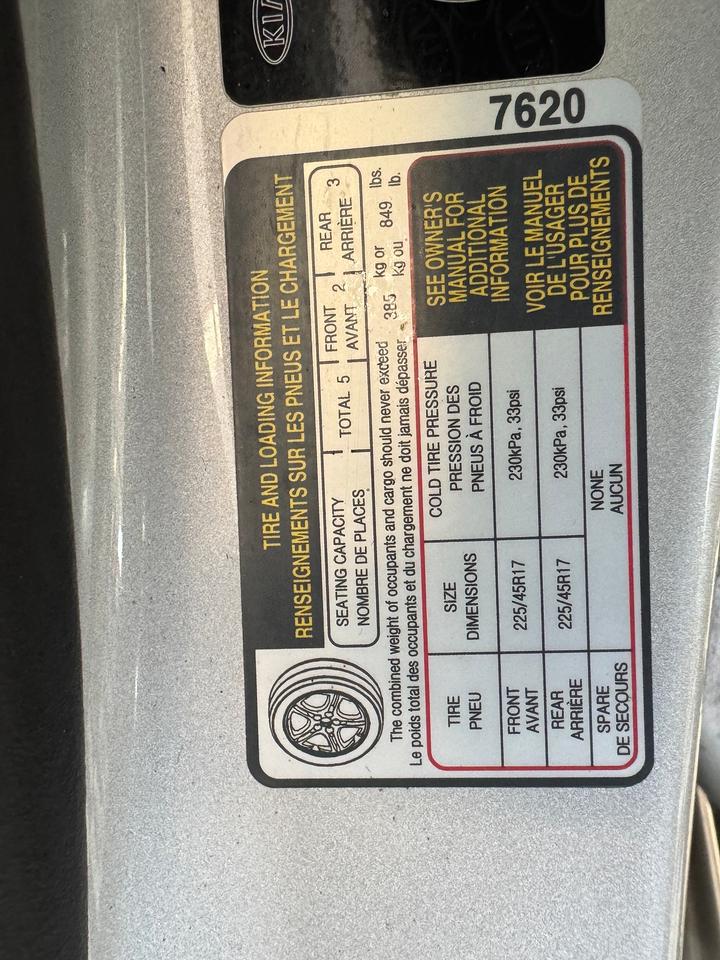 KIA
7620
TIRE AND LOADING INFORMATION
RENSEIGNEMENTS SUR LES PNEUS ET LE CHARGEMENT
SEATING CAPACITY
NOMBRE DE PLACES
TOTAL 5
FRONT
AVANT 2
REAR
ARRIÈRE 3
The combined weight of occupants and cargo should never exceed 385 kg or 849 lbs.
Le poids total des occupants et du chargement ne doit jamais dépasser kg ou lb.
TIRE
PNEU
SIZE
DIMENSIONS
COLD TIRE PRESSURE
PRESSION DES
PNEUS À FROID
SEE OWNER'S
MANUAL FOR
ADDITIONAL
INFORMATION
VOIR LE MANUEL
DE L'USAGER
POUR PLUS DE
RENSEIGNEMENTS
FRONT
AVANT
225/45R17
230kPa, 33psi
REAR
ARRIÈRE
225/45R17
230kPa, 33psi
SPARE
DE SECOURS
NONE
AUCUN